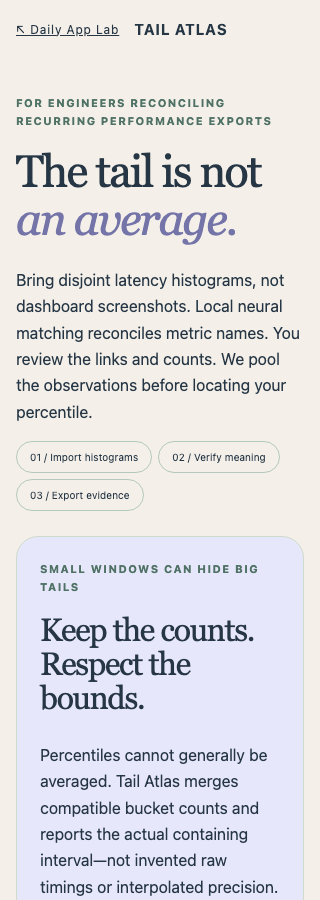 ↖ Daily App Lab TAIL ATLAS
FOR ENGINEERS RECONCILING
RECURRING PERFORMANCE EXPORTS
The tail is not
an average.
Bring disjoint latency histograms, not
dashboard screenshots. Local neural
matching reconciles metric names. You
review the links and counts. We pool
the observations before locating your
percentile.
01 / Import histograms 02 / Verify meaning
03 / Export evidence
SMALL WINDOWS CAN HIDE BIG
TAILS
Keep the counts.
Respect the
bounds.
Percentiles cannot generally be
averaged. Tail Atlas merges
compatible bucket counts and
reports the actual containing
interval—not invented raw
timings or interpolated precision.